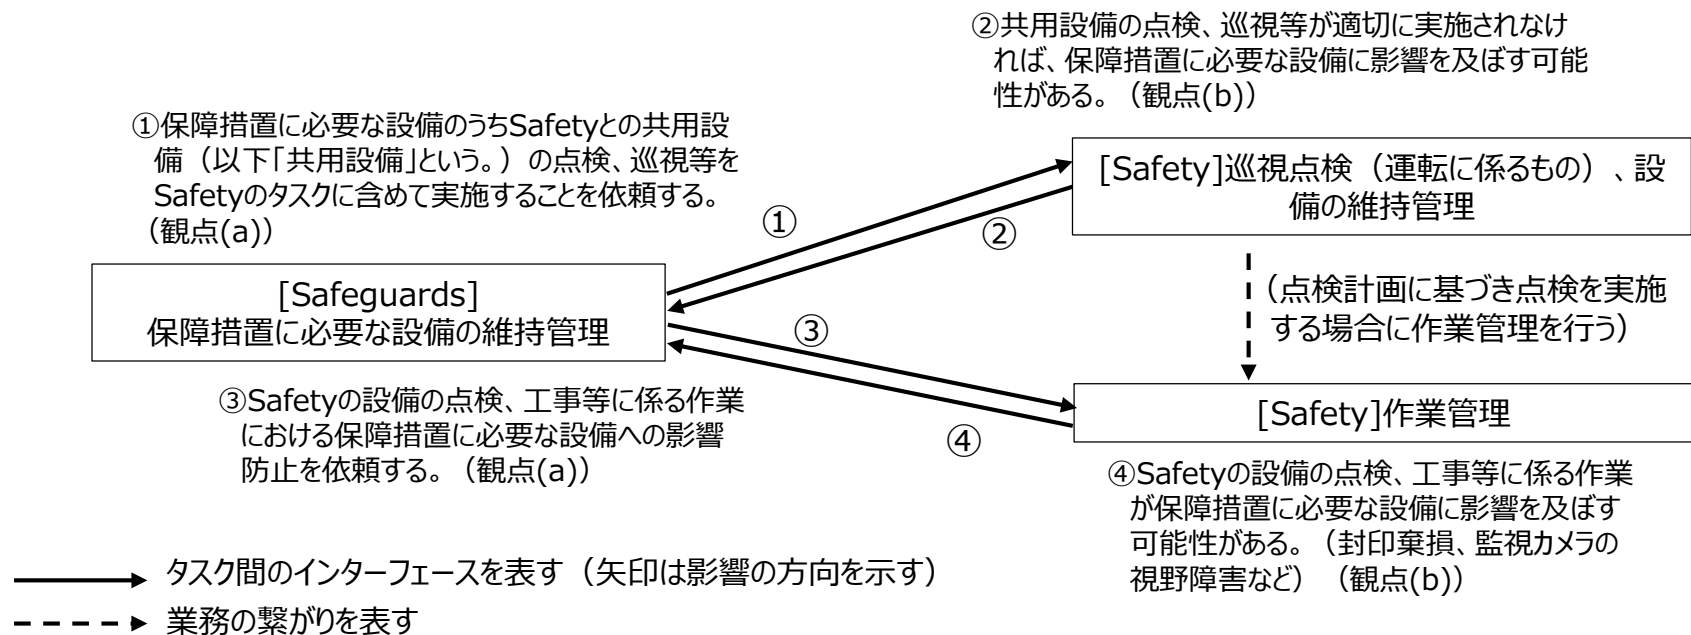 ②共用設備の点検、巡視等が適切に実施されなけ
れば、保障措置に必要な設備に影響を及ぼす可能
性がある。（観点(b)）
①保障措置に必要な設備のうちSafetyとの共用設
備（以下「共用設備」という。）の点検、巡視等を
Safetyのタスクに含めて実施することを依頼する。
（観点(a)）
[Safety]巡視点検（運転に係るもの）、設
備の維持管理
①
②
[Safeguards]
保障措置に必要な設備の維持管理
（点検計画に基づき点検を実施
する場合に作業管理を行う）
③
④
③Safetyの設備の点検、工事等に係る作業
における保障措置に必要な設備への影響
防止を依頼する。（観点(a)）
[Safety]作業管理
④Safetyの設備の点検、工事等に係る作業
が保障措置に必要な設備に影響を及ぼす
可能性がある。（封印棄損、監視カメラの
視野障害など）（観点(b)）
タスク間のインターフェースを表す（矢印は影響の方向を示す）
業務の繋がりを表す